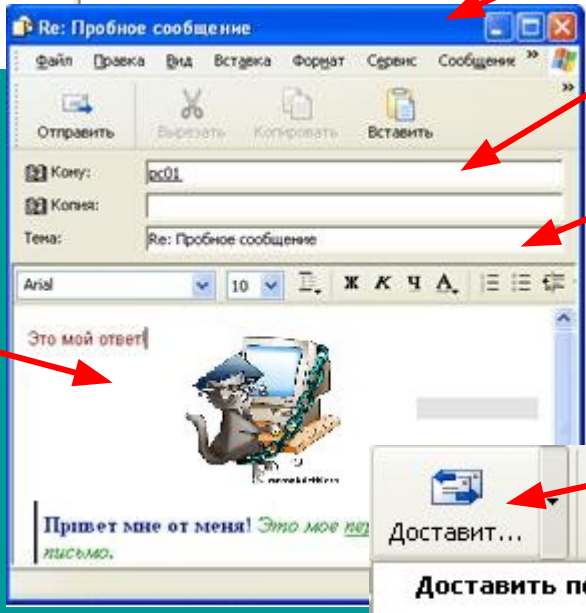 Re: Пробное сообщение
Файл Правка Вид Вставка Формат Сервис Сообщение »
Отправить Вырезать Копировать Вставить »
Кому: pc01
Копия:
Тема: Re: Пробное сообщение
Arial 10 Ж К Ч А
Это мой ответ!
Привет мне от меня! Это мое
письмо.
Доставит...
Доставить